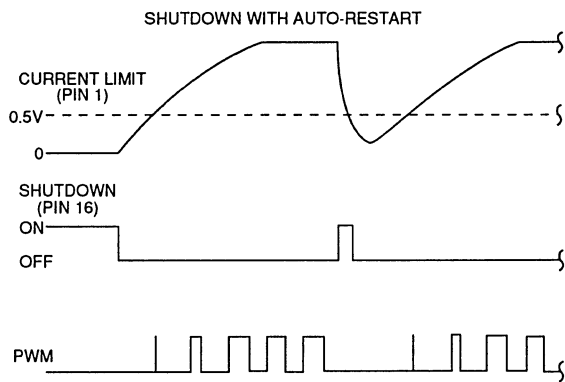 SHUTDOWN WITH AUTO-RESTART
CURRENT LIMIT
(PIN 1)
0.5V
0
SHUTDOWN
(PIN 16)
ON
OFF
PWM